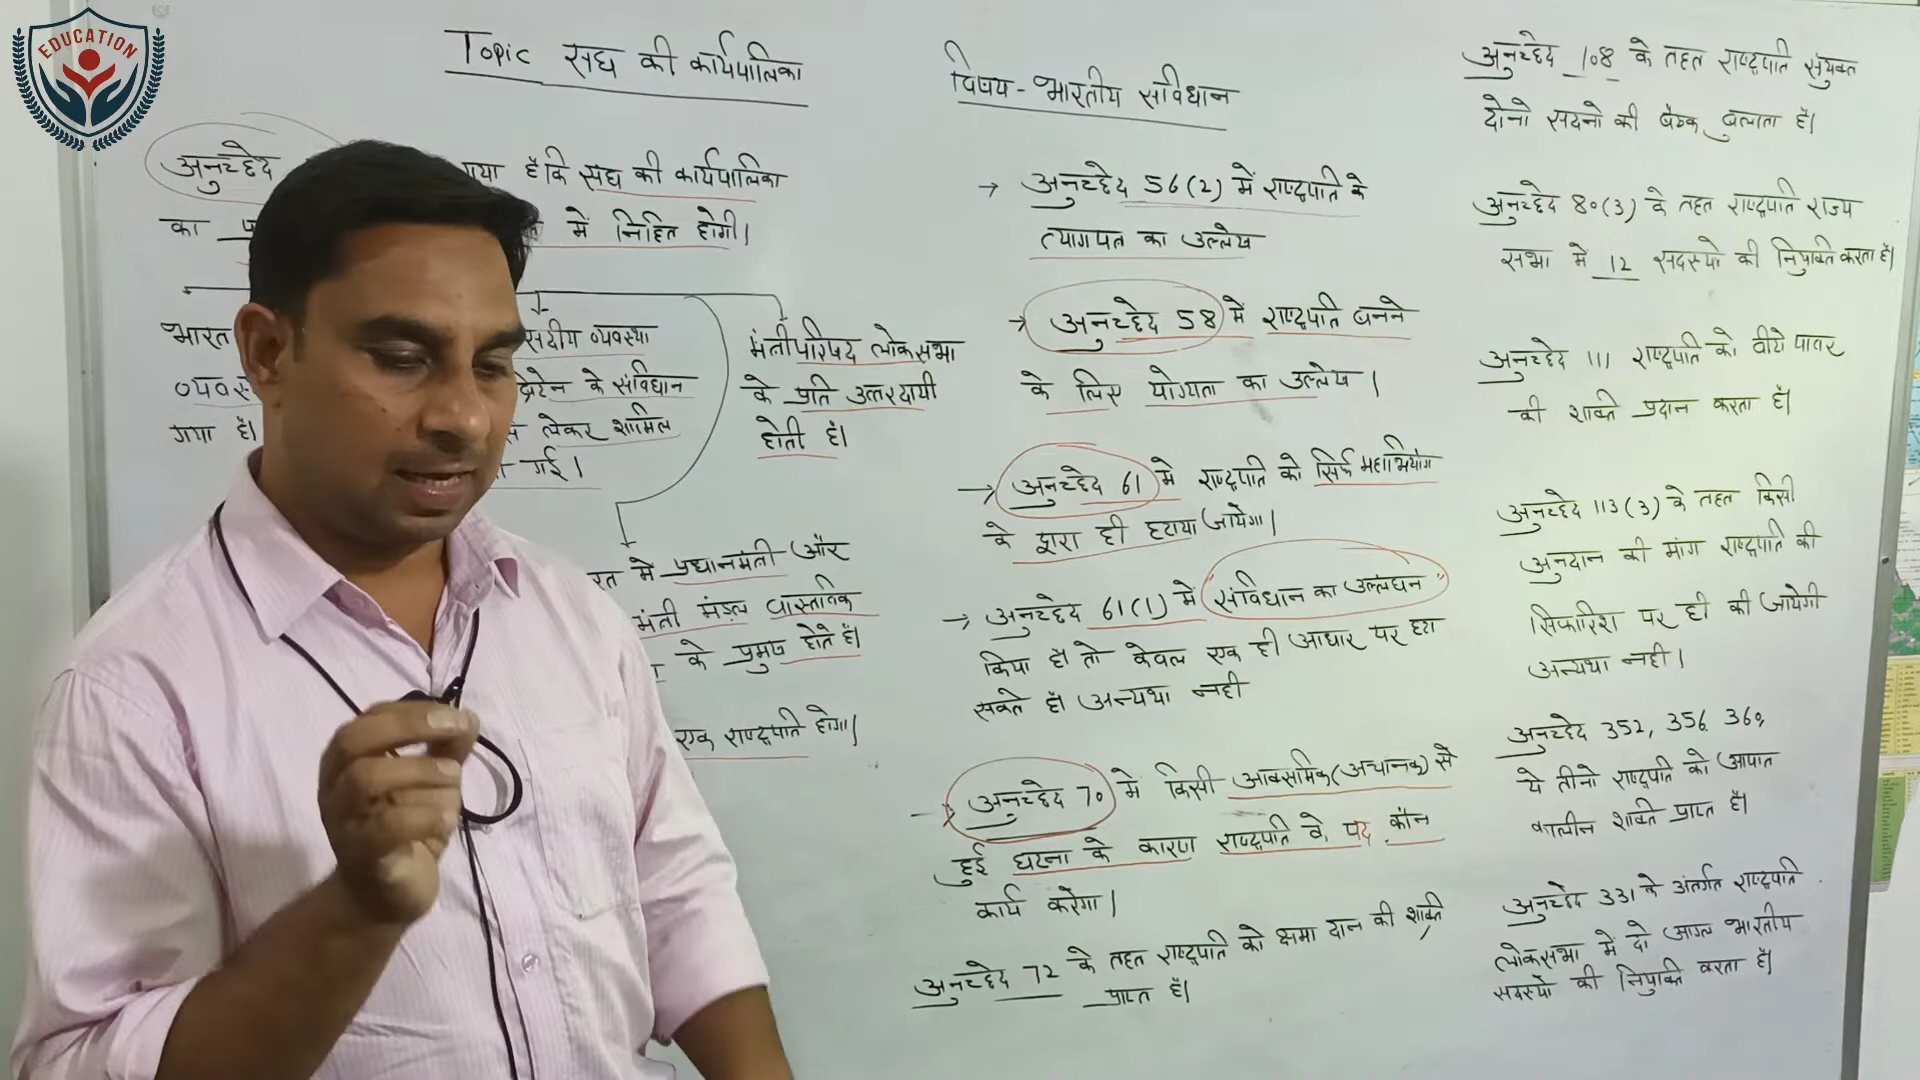 EDUCATION
Topic संघ की कार्यपालिका
विषय - भारतीय संविधान
अनुच्छेद गया है कि संघ की कार्यपालिका
का में निहित होगी।
भारत
गया है।
संसदीय व्यवस्था
ब्रिटेन के संविधान
लेकर शामिल
गई।
मंत्रीपरिषद लोकसभा
के प्रति उत्तरदायी
होती है।
में प्रधानमंत्री और
मंत्री मंडल वास्तविक
के प्रमुख होते है।
एक राष्ट्रपति होगा।
→ अनुच्छेद 56(2) में राष्ट्रपति के
त्यागपत्र का उल्लेख
→ अनुच्छेद 58 में राष्ट्रपति बनने
के लिए योग्यता का उल्लेख।
→ अनुच्छेद 61 में राष्ट्रपति को सिर्फ महाभियोग
के द्वारा ही हटाया जायेगा।
→ अनुच्छेद 61(1) में "संविधान का उल्लंघन"
किया हो तो केवल एक ही आधार पर हटा
सकते है। अन्यथा नही
→ अनुच्छेद 70 में किसी आकस्मिक (अचानक) से
हुई घटना के कारण राष्ट्रपति के पद कौन
कार्य करेगा।
अनुच्छेद 72 के तहत राष्ट्रपति को क्षमा दान की शक्ति
प्राप्त है।
अनुच्छेद 108 के तहत राष्ट्रपति संयुक्त
दोनो सदनो की बैठक बुलाता है।
अनुच्छेद 80(3) के तहत राष्ट्रपति राज्य
सभा मे 12 सदस्यो की नियुक्ति करता है।
अनुच्छेद 111 राष्ट्रपति को वीटो पावर
की शक्ति प्रदान करता है।
अनुच्छेद 113(3) के तहत किसी
अनुदान की मांग राष्ट्रपति की
सिफारिश पर ही की जायेगी
अन्यथा नही।
अनुच्छेद 352, 356, 360,
ये तीनो राष्ट्रपति को आपात
कालीन शक्ति प्राप्त है।
अनुच्छेद 331 के अंतर्गत राष्ट्रपति
लोकसभा में दो आंग्ल भारतीय
सदस्यो की नियुक्ति करता है।